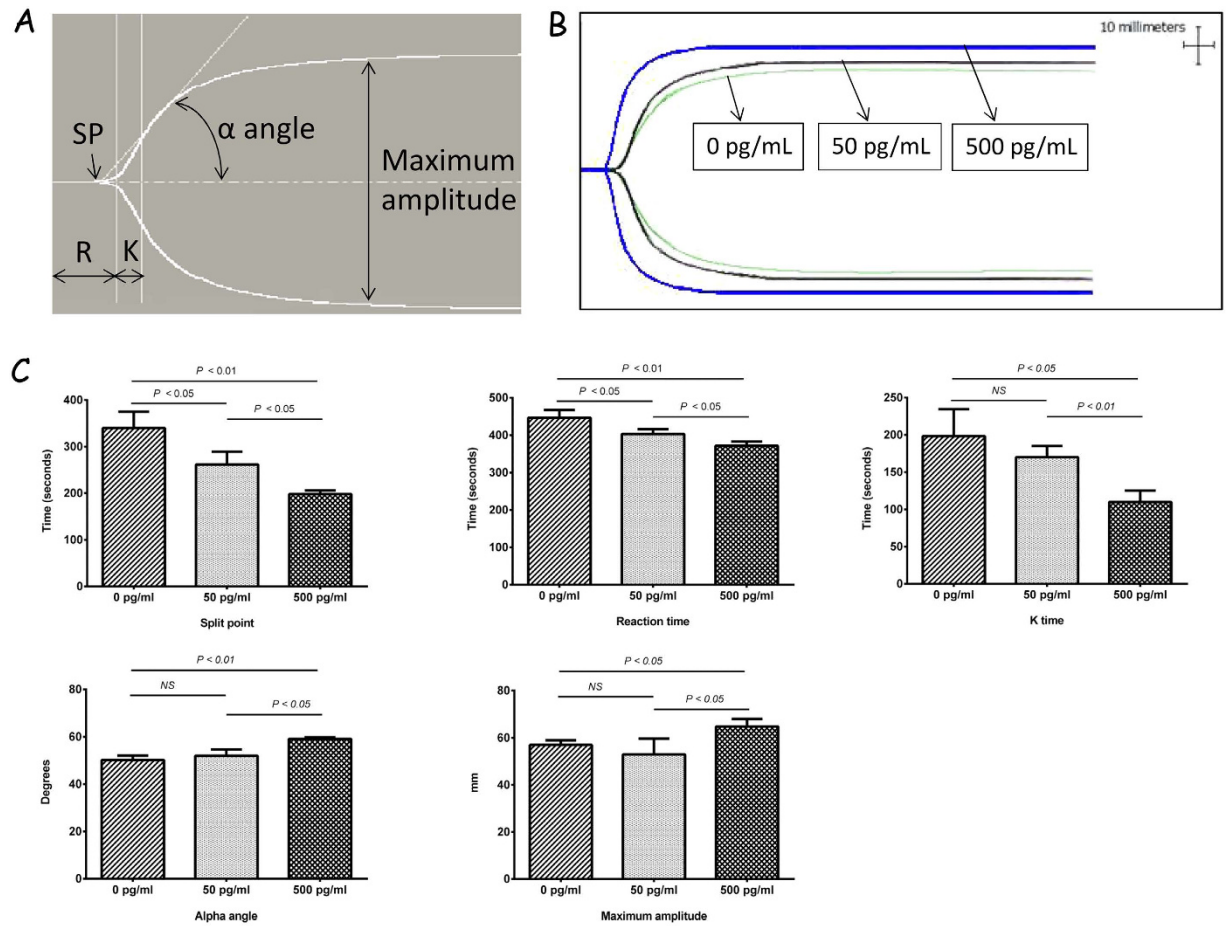 A
SP
α angle
Maximum
amplitude
R
K
B
10 millimeters
0 pg/mL
50 pg/mL
500 pg/mL
C
P < 0.01
P < 0.05
P < 0.05
400
300
200
100
0
Time (seconds)
0 pg/ml
50 pg/ml
500 pg/ml
Split point
P < 0.01
P < 0.05
P < 0.05
500
400
300
200
100
0
Time (seconds)
0 pg/ml
50 pg/ml
500 pg/ml
Reaction time
P < 0.05
NS
P < 0.01
250
200
150
100
50
0
Time (seconds)
0 pg/ml
50 pg/ml
500 pg/ml
K time
P < 0.01
NS
P < 0.05
80
60
40
20
0
Degrees
0 pg/ml
50 pg/ml
500 pg/ml
Alpha angle
P < 0.05
NS
P < 0.05
80
60
40
20
0
mm
0 pg/ml
50 pg/ml
500 pg/ml
Maximum amplitude